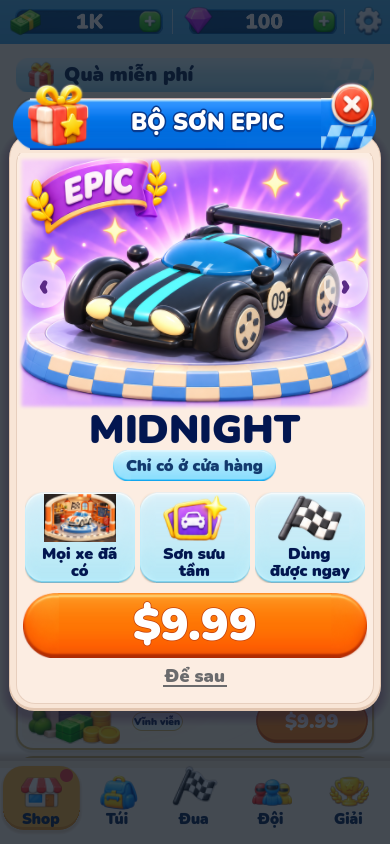 1K
100
Quà miễn phí
BỘ SƠN EPIC
EPIC
09
MIDNIGHT
Chỉ có ở cửa hàng
Mọi xe đã
có
Sơn sưu
tầm
Dùng
được ngay
$9.99
Để sau
Vĩnh viễn
$9.99
Shop
Túi
Đua
Đội
Giải